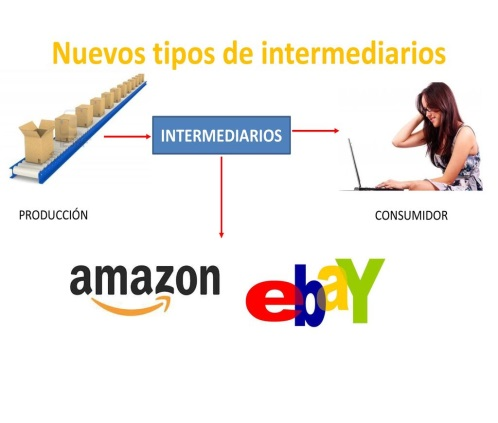 Nuevos tipos de intermediarios
INTERMEDIARIOS
PRODUCCIÓN
CONSUMIDOR
amazon
ebaY